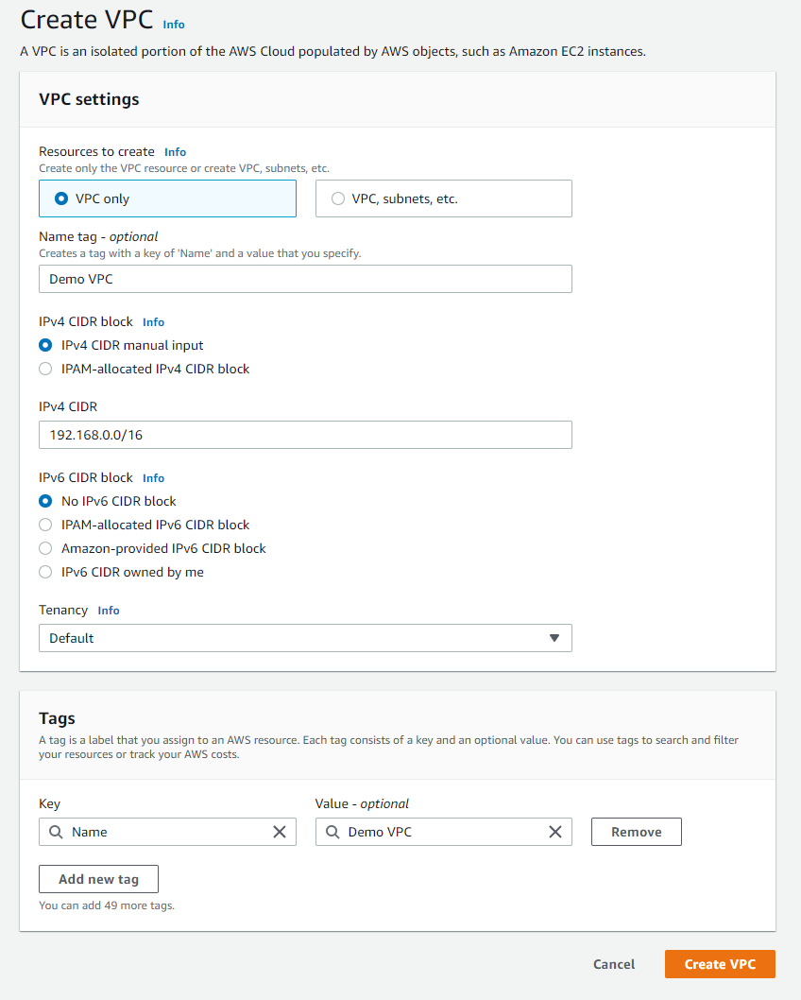 Create VPC Info
A VPC is an isolated portion of the AWS Cloud populated by AWS objects, such as Amazon EC2 instances.
VPC settings
Resources to create Info
Create only the VPC resource or create VPC, subnets, etc.
VPC only
VPC, subnets, etc.
Name tag - optional
Creates a tag with a key of 'Name' and a value that you specify.
Demo VPC
IPv4 CIDR block Info
IPv4 CIDR manual input
IPAM-allocated IPv4 CIDR block
IPv4 CIDR
192.168.0.0/16
IPv6 CIDR block Info
No IPv6 CIDR block
IPAM-allocated IPv6 CIDR block
Amazon-provided IPv6 CIDR block
IPv6 CIDR owned by me
Tenancy Info
Default
Tags
A tag is a label that you assign to an AWS resource. Each tag consists of a key and an optional value. You can use tags to search and filter
your resources or track your AWS costs.
Key
Value - optional
Name
Demo VPC
Remove
Add new tag
You can add 49 more tags.
Cancel
Create VPC